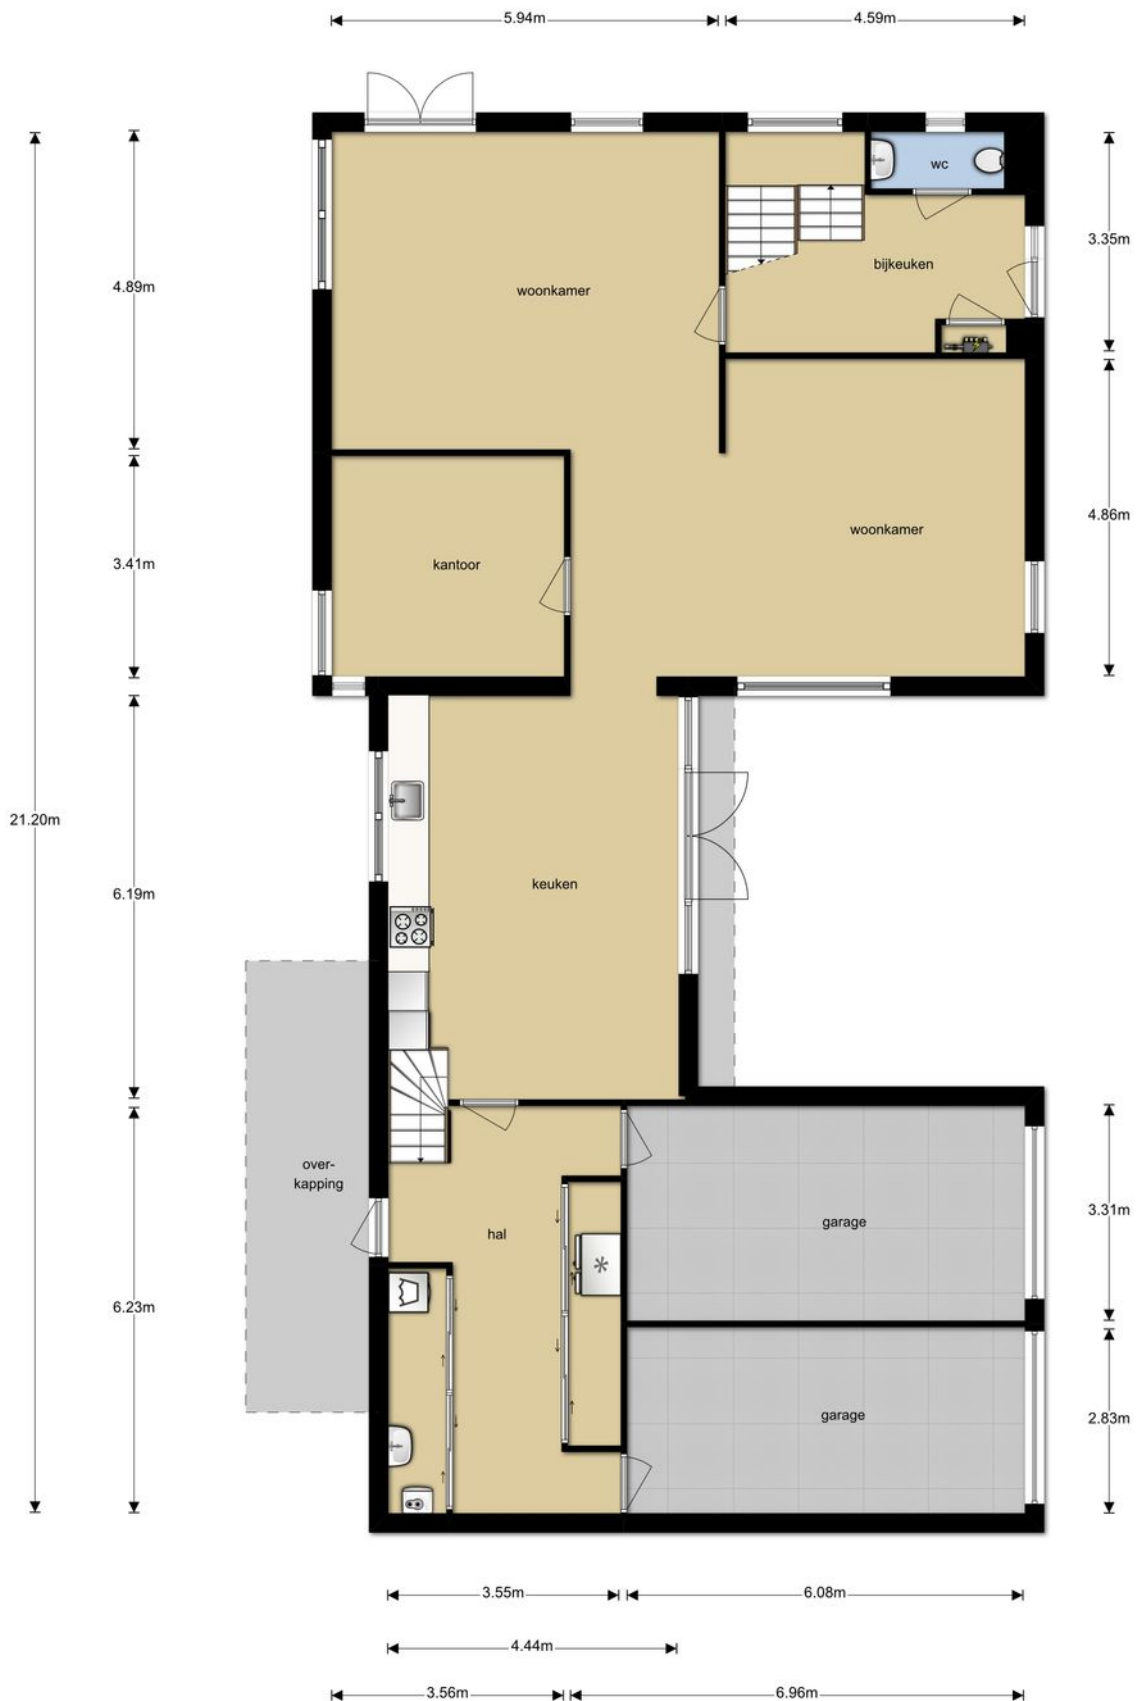 5.94m
4.59m
wc
3.35m
bijkeuken
4.89m
woonkamer
4.86m
woonkamer
3.41m
kantoor
21.20m
6.19m
keuken
over-
kapping
3.31m
garage
hal
6.23m
2.83m
garage
3.55m
6.08m
4.44m
3.56m
6.96m